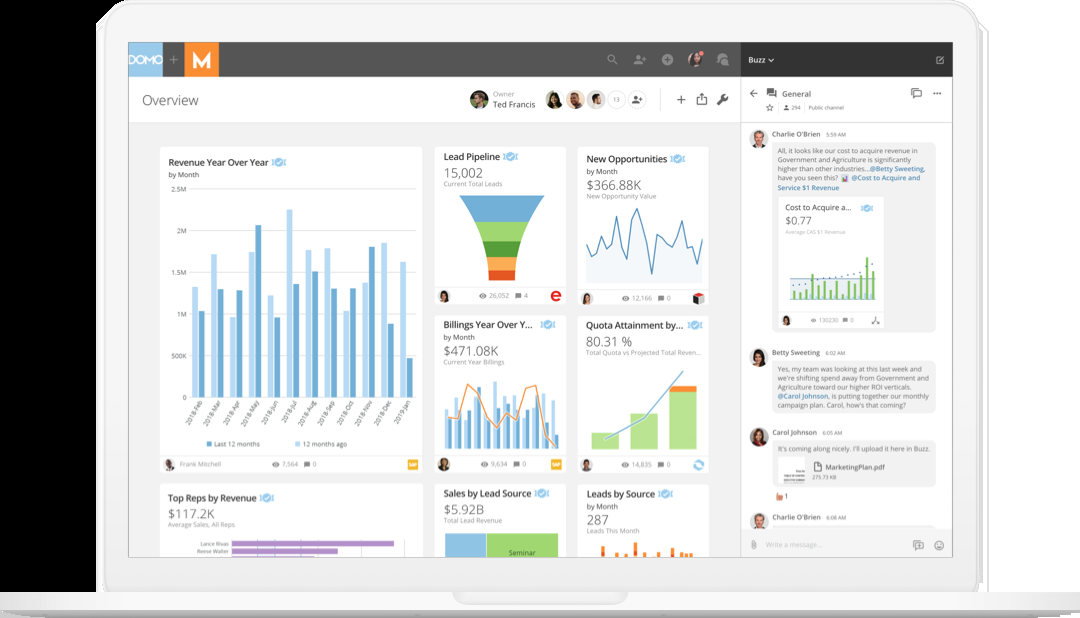 DOMO
M
Buzz
Overview
Owner
Ted Francis
13
General
294 Public channel
Revenue Year Over Year
by Month
2.5M
2M
1.5M
1M
500K
0
2018-Feb
2018-Mar
2018-Apr
2018-May
2018-Jun
2018-Jul
2018-Aug
2018-Sep
2018-Oct
2018-Nov
2018-Dec
2019-Jan
Last 12 months
12 months ago
Frank Mitchell
7,564 0
SAP
Lead Pipeline
15,002
Current Total Leads
26,052 4
e
New Opportunities
by Month
$366.88K
New Opportunity Value
12,166 0
Billings Year Over Y...
by Month
$471.08K
Current Year Billings
9,634 0
SAP
Quota Attainment by...
80.31 %
Total Quota vs Projected Total Reven...
14,835 0
Top Reps by Revenue
$117.2K
Average Sales, All Reps
Lance Rivas
Reese Walter
Sales by Lead Source
$5.92B
Total Lead Revenue
Seminar
Leads by Source
by Month
287
Leads This Month
Charlie O'Brien 5:59 AM
All, it looks like our cost to acquire revenue in
Government and Agriculture is significantly
higher than other industries...@Betty Sweeting,
have you seen this? @Cost to Acquire and
Service $1 Revenue
Cost to Acquire a...
$0.77
Average CAS $1 Revenue
130230 0
Betty Sweeting 6:02 AM
Yes, my team was looking at this last week and
we're shifting spend away from Government and
Agriculture toward our higher ROI verticals.
@Carol Johnson, is putting together our monthly
campaign plan. Carol, how's that coming?
Carol Johnson 6:05 AM
It's coming along nicely. I'll upload it here in Buzz.
MarketingPlan.pdf
275.73 KB
1
Charlie O'Brien 6:08 AM
Write a message...